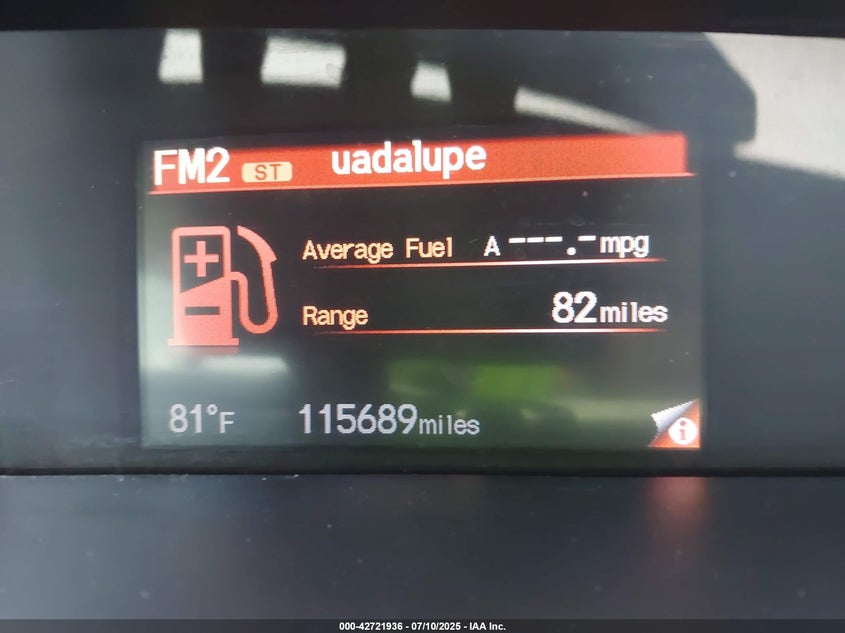 FM2 ST uadalupe
Average Fuel A ---.- mpg
Range 82 miles
81°F 115689 miles
000-42721936 - 07/10/2025 - IAA Inc.